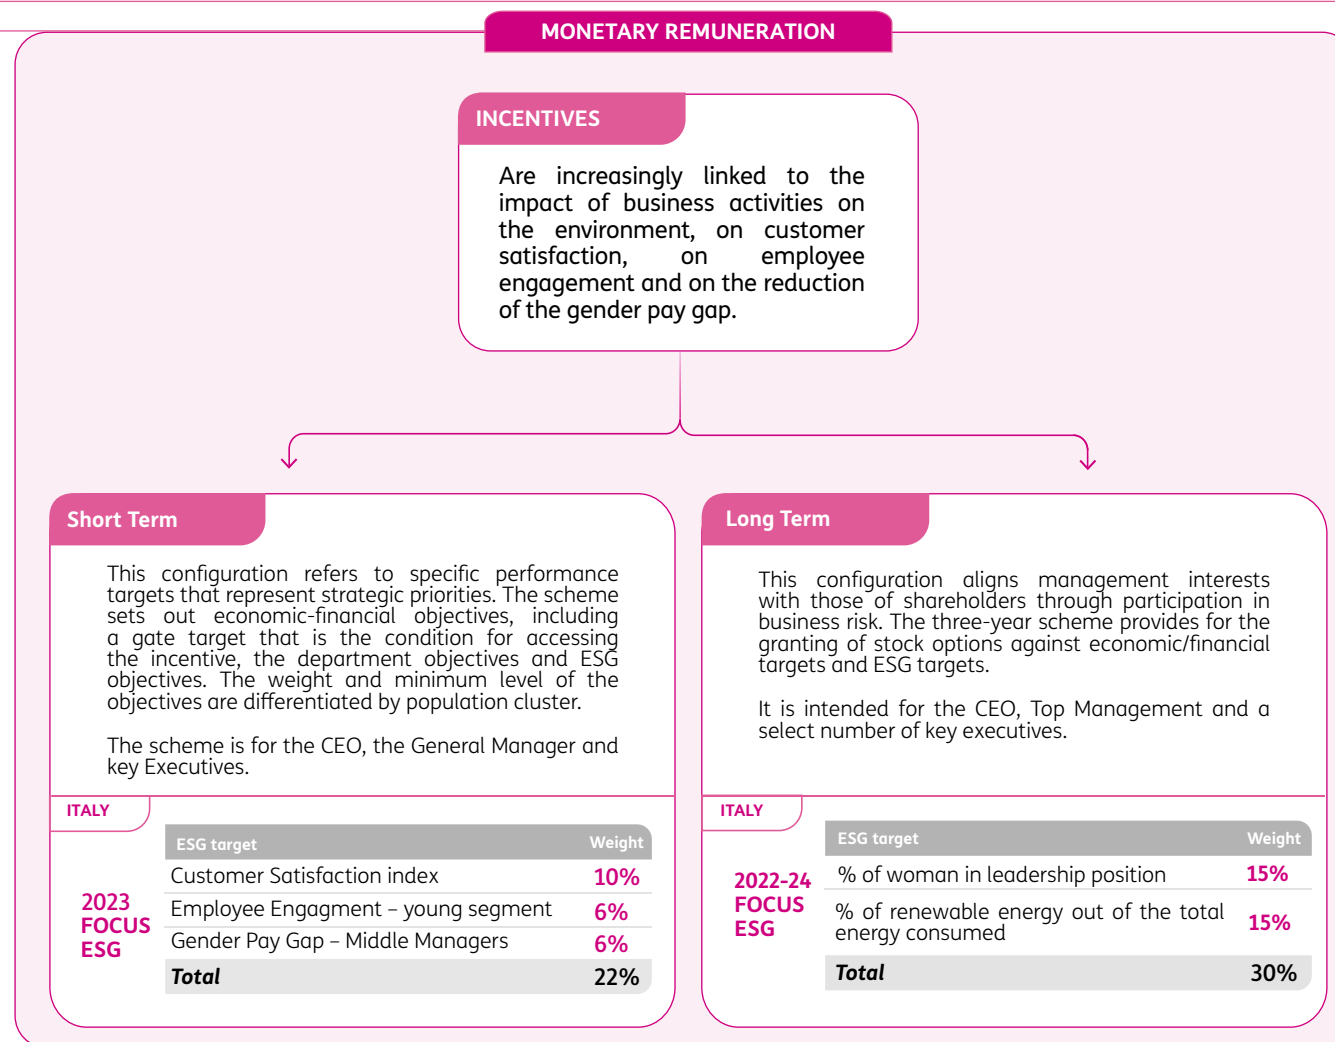 MONETARY REMUNERATION
INCENTIVES
Are increasingly linked to the
impact of business activities on
the environment, on customer
satisfaction, on employee
engagement and on the reduction
of the gender pay gap.
Short Term
This configuration refers to specific performance
targets that represent strategic priorities. The scheme
sets out economic-financial objectives, including
a gate target that is the condition for accessing
the incentive, the department objectives and ESG
objectives. The weight and minimum level of the
objectives are differentiated by population cluster.
The scheme is for the CEO, the General Manager and
key Executives.
ITALY
2023
FOCUS
ESG
ESG target Weight
Customer Satisfaction index 10%
Employee Engagment – young segment 6%
Gender Pay Gap – Middle Managers 6%
Total 22%
Long Term
This configuration aligns management interests
with those of shareholders through participation in
business risk. The three-year scheme provides for the
granting of stock options against economic/financial
targets and ESG targets.
It is intended for the CEO, Top Management and a
select number of key executives.
ITALY
2022-24
FOCUS
ESG
ESG target Weight
% of woman in leadership position 15%
% of renewable energy out of the total
energy consumed 15%
Total 30%